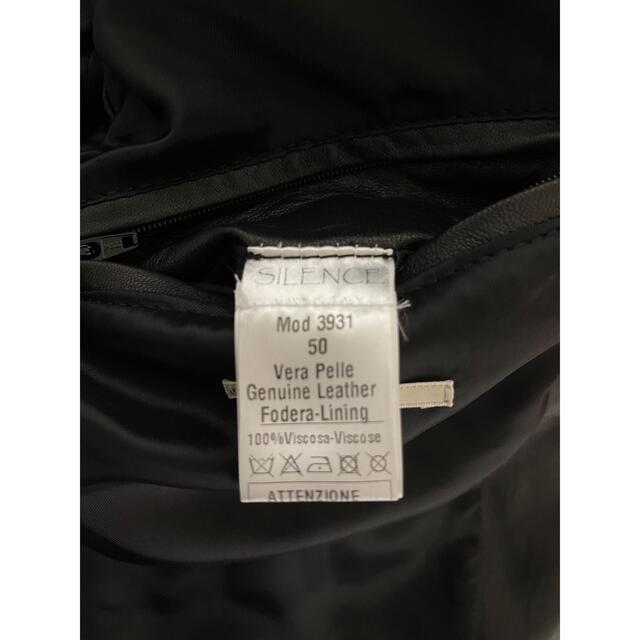 SILENCE
Mod 3931
50
Vera Pelle
Genuine Leather
Fodera-Lining
100%Viscosa-Viscose
ATTENZIONE